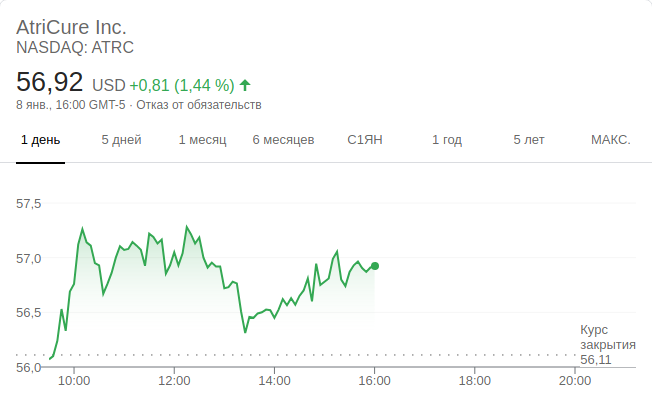 AtriCure Inc.
NASDAQ: ATRC
56,92 USD +0,81 (1,44 %)
8 янв., 16:00 GMT-5 · Отказ от обязательств
1 день 5 дней 1 месяц 6 месяцев С1ЯН 1 год 5 лет МАКС.
57,5
57,0
56,5
Курс
закрытия
56,11
56,0
10:00 12:00 14:00 16:00 18:00 20:00